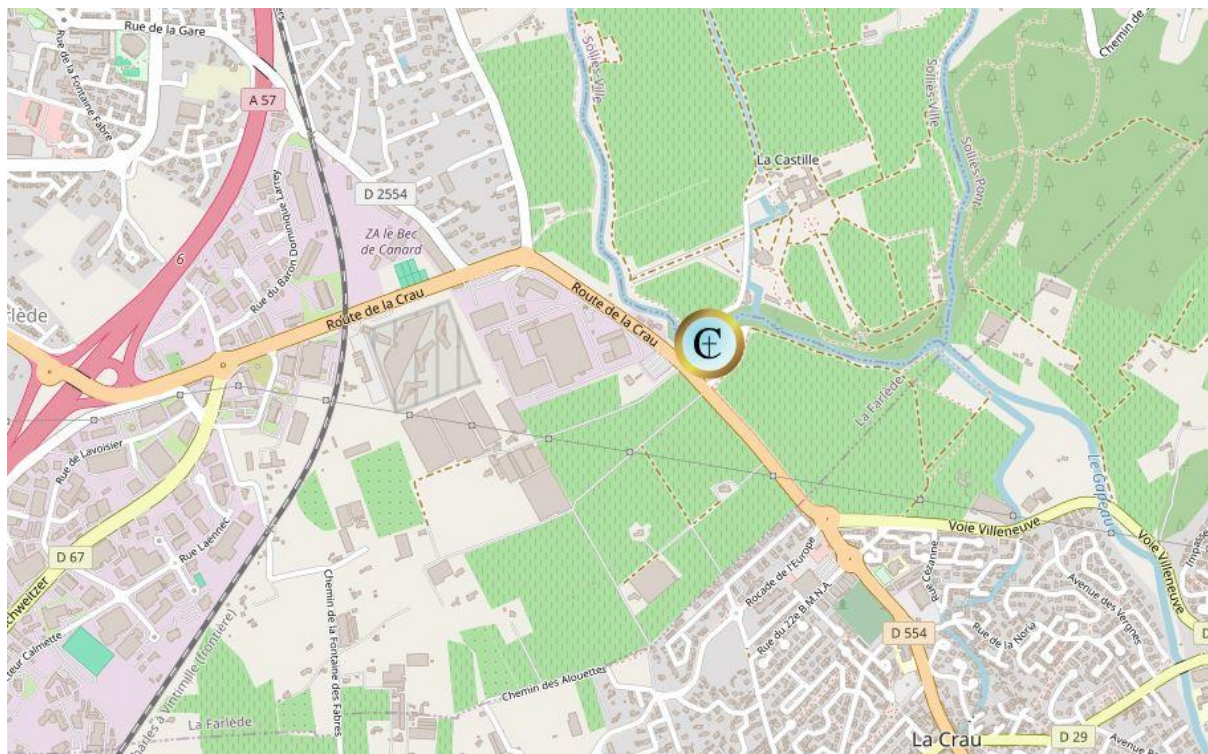 Rue de la Gare
Rue de la Fontaine Fabre
A 57
D 2554
Solliès-Ville
Solliès-Ville
Solliès-Pont
Chemin de
La Castille
ZA le Bec
de Canard
6
Rue du Baron Dominique Larrey
Route de la Crau
Route de la Crau
C
La Farlède
Le Gapeau
Rue de Lavoisier
Rue Laennec
D 67
Chemin de la Fontaine des Fabres
Voie Villeneuve
Voie Villeneuve
Rue Cézanne
Avenue des Vergnes
Impasse
Rocade de l'Europe
Rue du 22e B.M.N.A.
D 554
Rue de la Noria
Chemin des Alouettes
La Farlède
à Vintimille (frontière)
La Crau
D 29